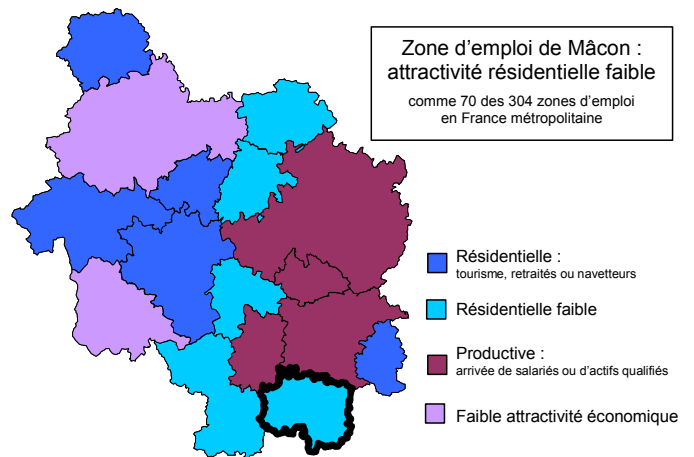 Zone d'emploi de Mâcon :
attractivité résidentielle faible
comme 70 des 304 zones d'emploi
en France métropolitaine
Résidentielle :
tourisme, retraités ou navetteurs
Résidentielle faible
Productive :
arrivée de salariés ou d'actifs qualifiés
Faible attractivité économique